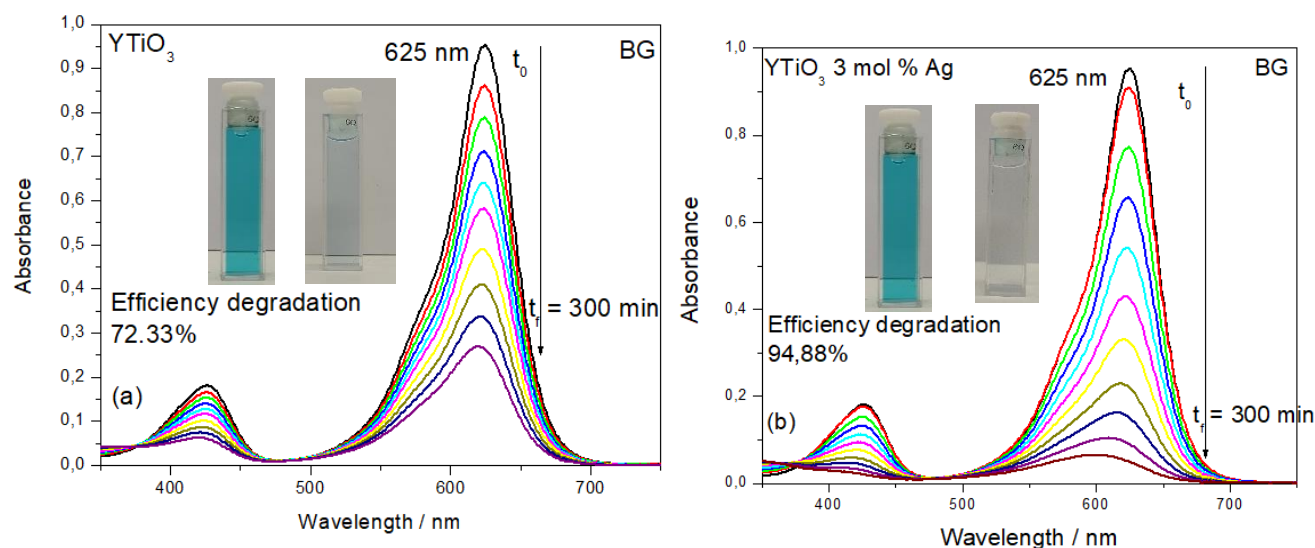 YTiO3
625 nm
t0
BG
Efficiency degradation
72.33%
tf = 300 min
(a)
1,0
0,9
0,8
0,7
0,6
0,5
0,4
0,3
0,2
0,1
0,0
400 500 600 700
Absorbance
Wavelength / nm
YTiO3 3 mol % Ag
625 nm
t0
BG
Efficiency degradation
94,88%
tf = 300 min
(b)
1,0
0,8
0,6
0,4
0,2
0,0
400 500 600 700
Absorbance
Wavelength / nm